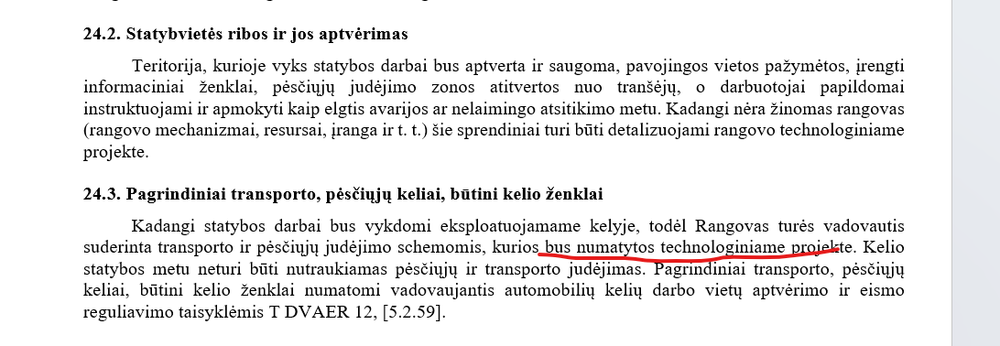 24.2. Statybvietės ribos ir jos aptvėrimas
Teritorija, kurioje vyks statybos darbai bus aptverta ir saugoma, pavojingos vietos pažymėtos, įrengti
informaciniai ženklai, pėsčiųjų judėjimo zonos atitvertos nuo tranšėjų, o darbuotojai papildomai
instruktuojami ir apmokyti kaip elgtis avarijos ar nelaimingo atsitikimo metu. Kadangi nėra žinomas rangovas
(rangovo mechanizmai, resursai, įranga ir t. t.) šie sprendiniai turi būti detalizuojami rangovo technologiniame
projekte.
24.3. Pagrindiniai transporto, pėsčiųjų keliai, būtini kelio ženklai
Kadangi statybos darbai bus vykdomi eksploatuojamame kelyje, todėl Rangovas turės vadovautis
suderinta transporto ir pėsčiųjų judėjimo schemomis, kurios bus numatytos technologiniame projekte. Kelio
statybos metu neturi būti nutraukiamas pėsčiųjų ir transporto judėjimas. Pagrindiniai transporto, pėsčiųjų
keliai, būtini kelio ženklai numatomi vadovaujantis automobilių kelių darbo vietų aptvėrimo ir eismo
reguliavimo taisyklėmis T DVAER 12, [5.2.59].